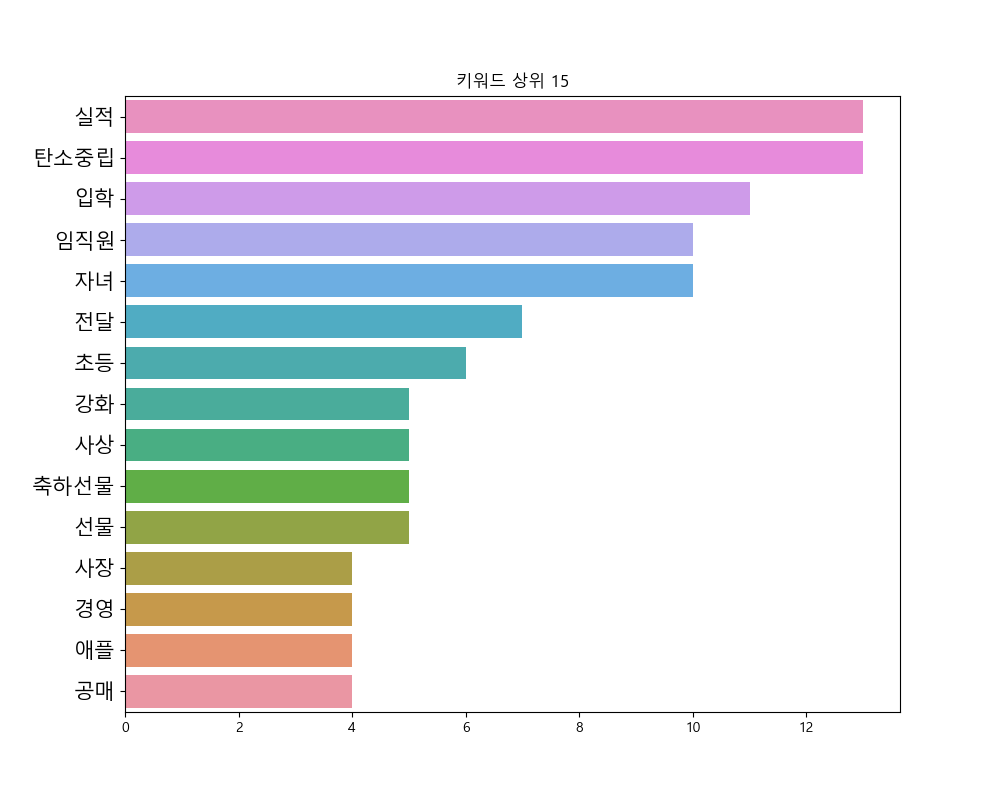 키워드 상위 15
실적
탄소중립
입학
임직원
자녀
전달
초등
강화
사상
축하선물
선물
사장
경영
애플
공매
0 2 4 6 8 10 12